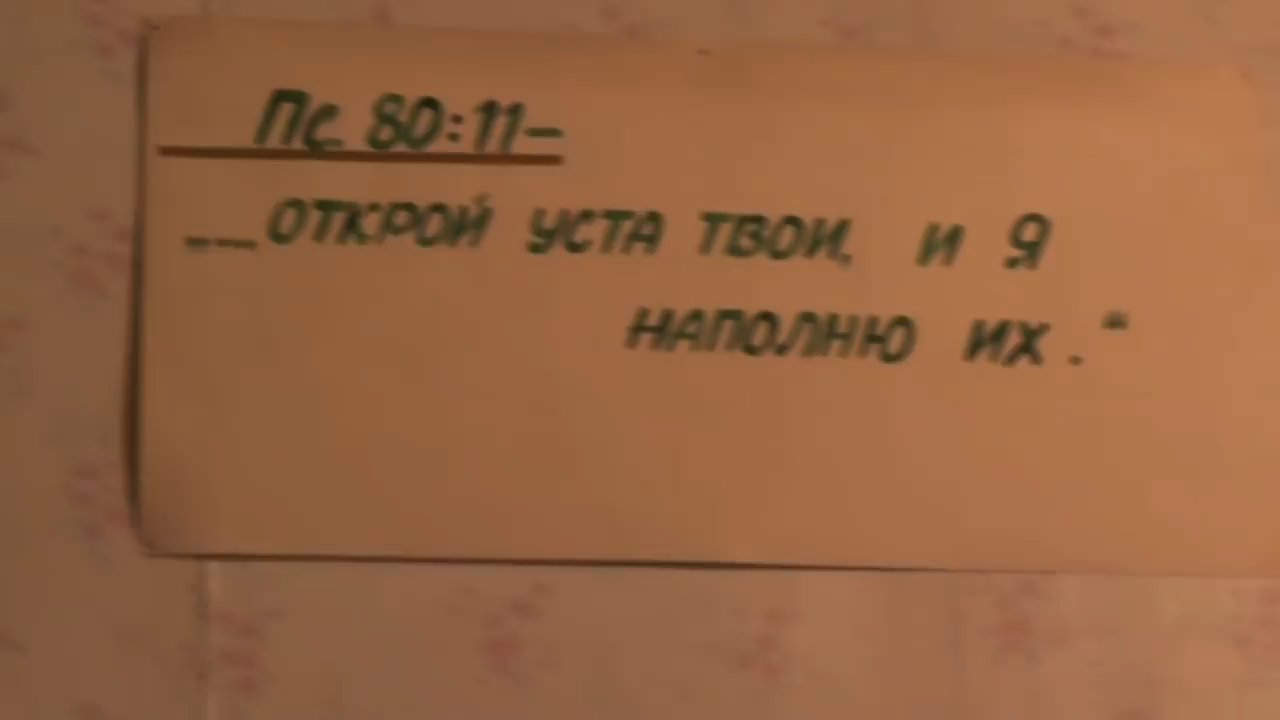 Пс. 80:11–
„...ОТКРОЙ УСТА ТВОИ, И Я
НАПОЛНЮ ИХ.“